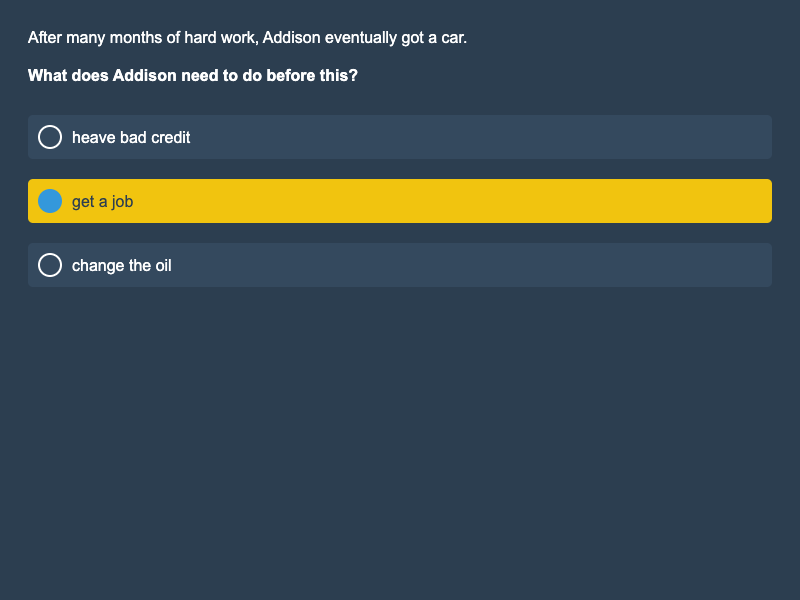 After many months of hard work, Addison eventually got a car.
What does Addison need to do before this?
heave bad credit
get a job
change the oil